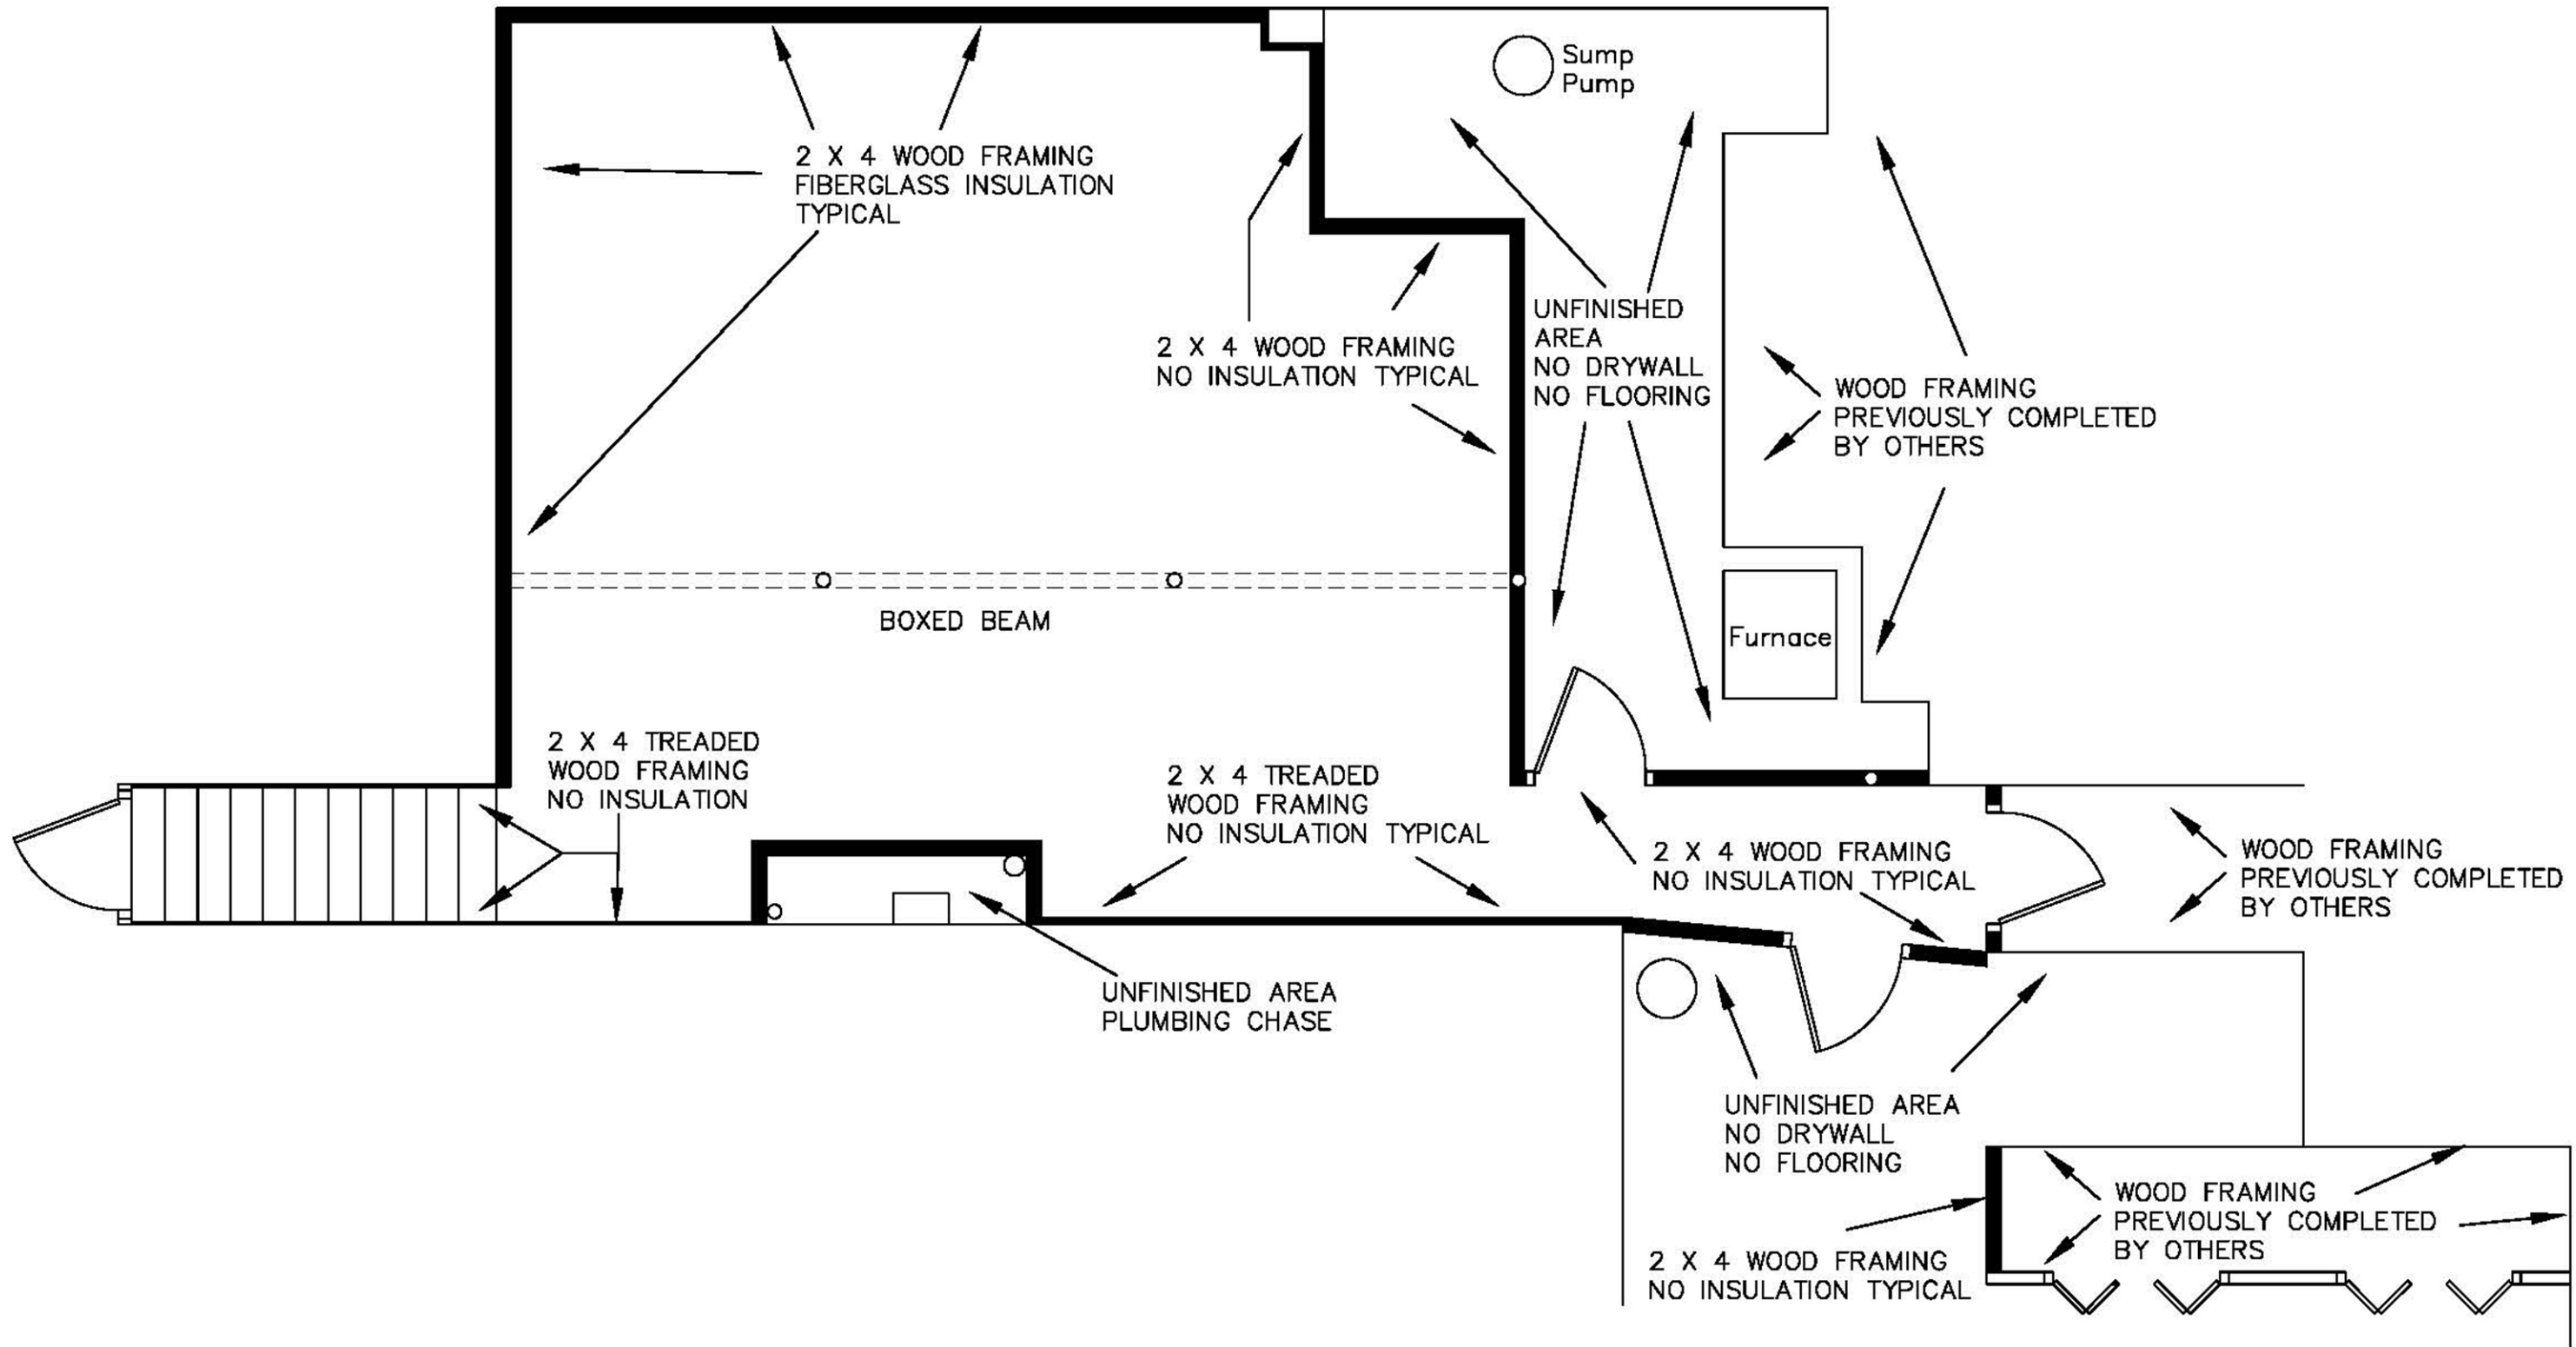 Sump
Pump
2 X 4 WOOD FRAMING
FIBERGLASS INSULATION
TYPICAL
UNFINISHED
AREA
NO DRYWALL
NO FLOORING
2 X 4 WOOD FRAMING
NO INSULATION TYPICAL
WOOD FRAMING
PREVIOUSLY COMPLETED
BY OTHERS
BOXED BEAM
Furnace
2 X 4 TREADED
WOOD FRAMING
NO INSULATION
2 X 4 TREADED
WOOD FRAMING
NO INSULATION TYPICAL
2 X 4 WOOD FRAMING
NO INSULATION TYPICAL
WOOD FRAMING
PREVIOUSLY COMPLETED
BY OTHERS
UNFINISHED AREA
PLUMBING CHASE
UNFINISHED AREA
NO DRYWALL
NO FLOORING
WOOD FRAMING
PREVIOUSLY COMPLETED
BY OTHERS
2 X 4 WOOD FRAMING
NO INSULATION TYPICAL